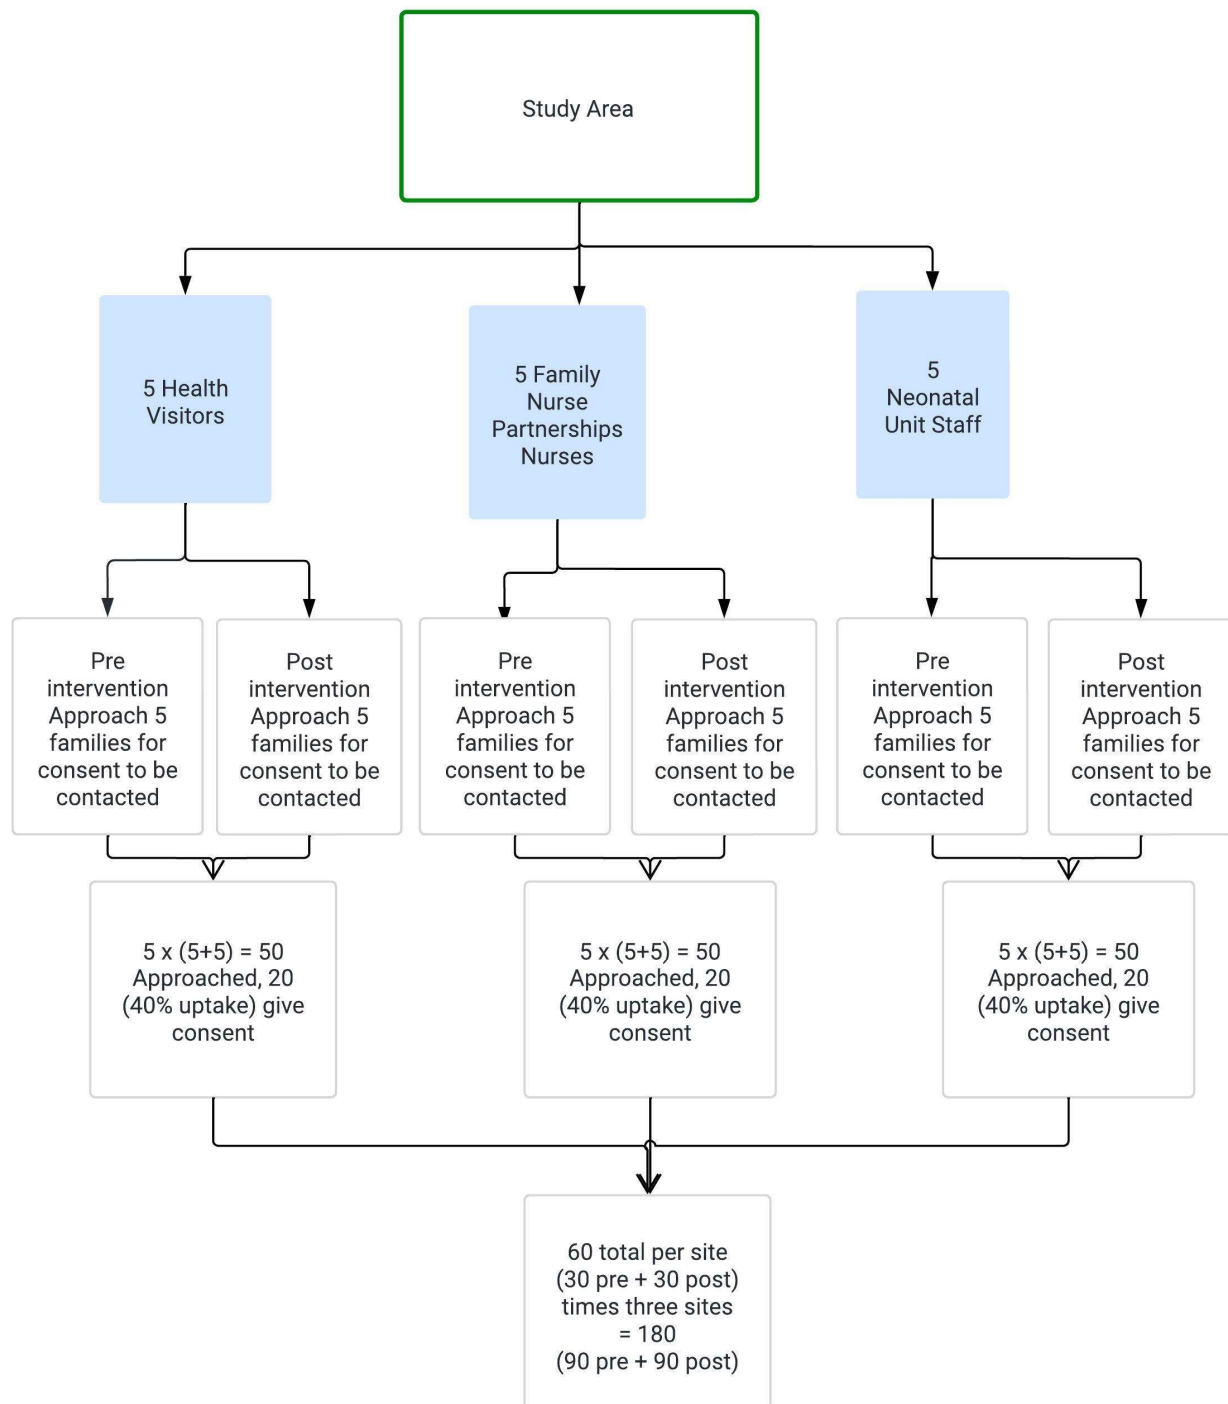 Study Area
5 Health
Visitors
5 Family
Nurse
Partnerships
Nurses
5
Neonatal
Unit Staff
Pre
intervention
Approach 5
families for
consent to be
contacted
Post
intervention
Approach 5
families for
consent to be
contacted
Pre
intervention
Approach 5
families for
consent to be
contacted
Post
intervention
Approach 5
families for
consent to be
contacted
Pre
intervention
Approach 5
families for
consent to be
contacted
Post
intervention
Approach 5
families for
consent to be
contacted
5 x (5+5) = 50
Approached, 20
(40% uptake) give
consent
5 x (5+5) = 50
Approached, 20
(40% uptake) give
consent
5 x (5+5) = 50
Approached, 20
(40% uptake) give
consent
60 total per site
(30 pre + 30 post)
times three sites
= 180
(90 pre + 90 post)